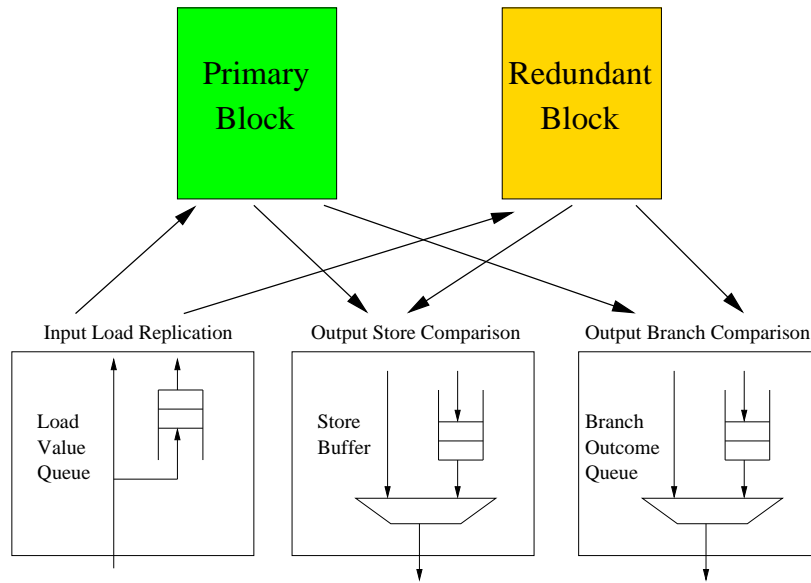 Primary
Block
Redundant
Block
Input Load Replication
Output Store Comparison
Output Branch Comparison
Load
Value
Queue
Store
Buffer
Branch
Outcome
Queue